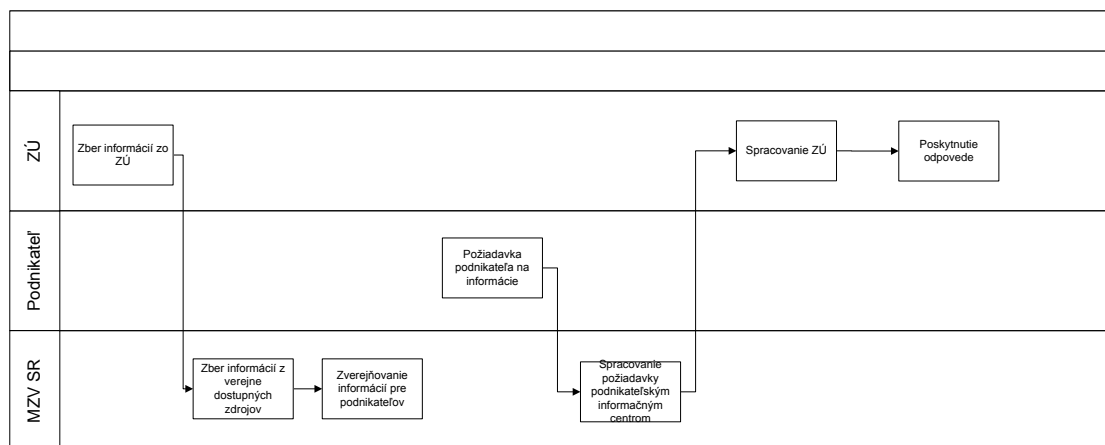 ZÚ
Zber informácií zo
ZÚ
Spracovanie ZÚ
Poskytnutie
odpovede
Podnikateľ
Požiadavka
podnikateľa na
informácie
MZV SR
Zber informácií z
verejne
dostupných
zdrojov
Zverejňovanie
informácií pre
podnikateľov
Spracovanie
požiadavky
podnikateľským
informačným
centrom